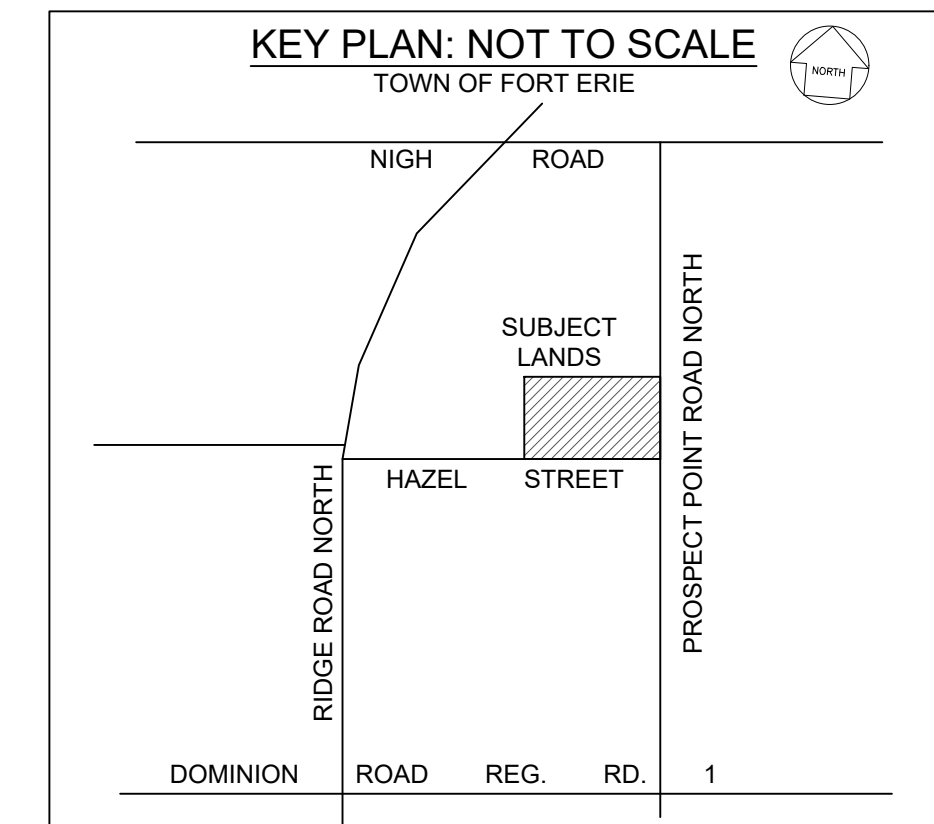 KEY PLAN: NOT TO SCALE
TOWN OF FORT ERIE
NORTH
NIGH ROAD
SUBJECT
LANDS
PROSPECT POINT ROAD NORTH
HAZEL STREET
RIDGE ROAD NORTH
DOMINION ROAD REG. RD. 1